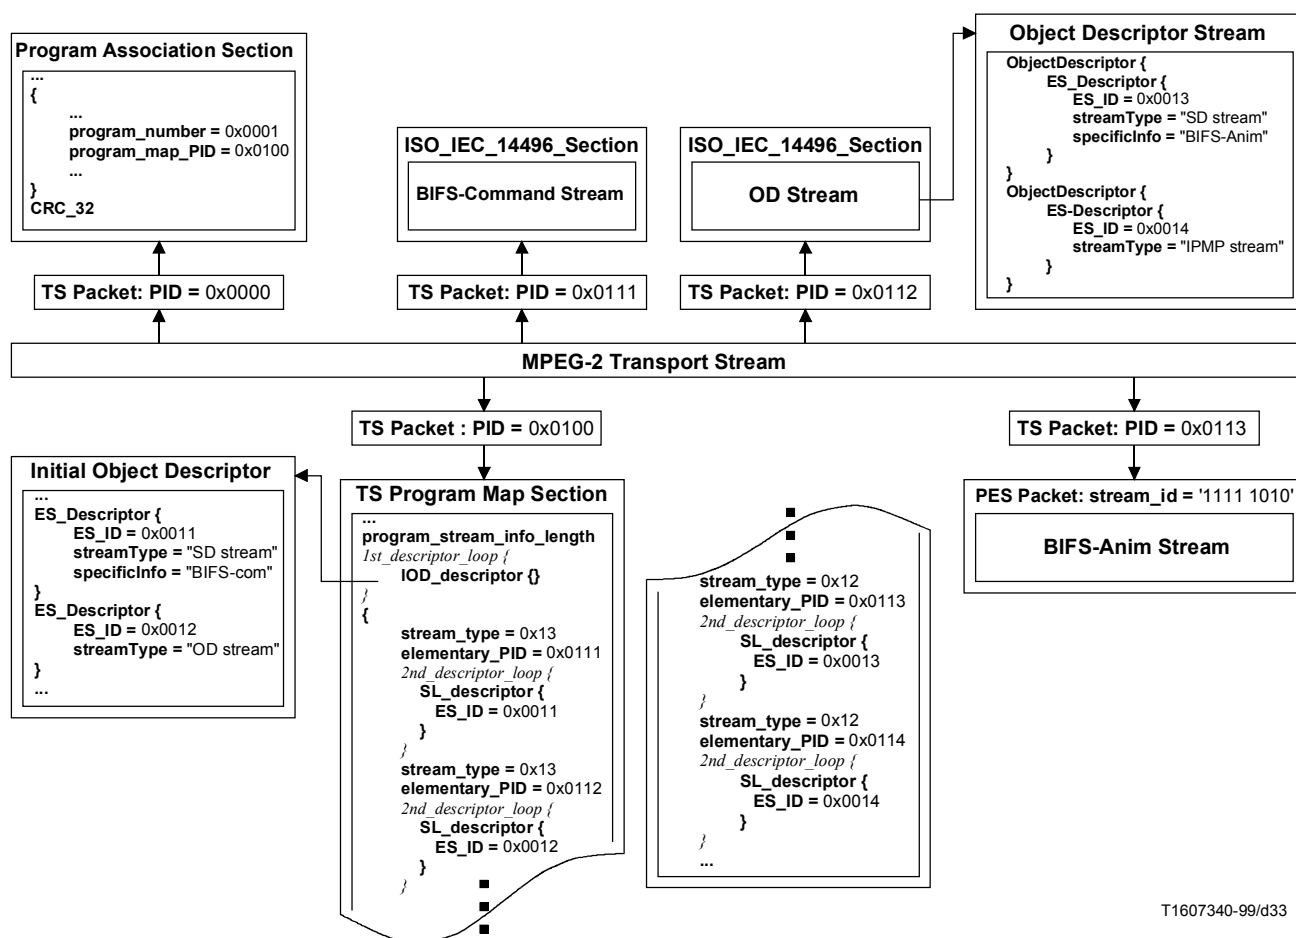 Program Association Section
...
{
...
program_number = 0x0001
program_map_PID = 0x0100
...
}
CRC_32
ISO_IEC_14496_Section
BIFS-Command Stream
ISO_IEC_14496_Section
OD Stream
Object Descriptor Stream
ObjectDescriptor {
ES_Descriptor {
ES_ID = 0x0013
streamType = "SD stream"
specificInfo = "BIFS-Anim"
}
}
ObjectDescriptor {
ES-Descriptor {
ES_ID = 0x0014
streamType = "IPMP stream"
}
}
TS Packet: PID = 0x0000
TS Packet: PID = 0x0111
TS Packet: PID = 0x0112
MPEG-2 Transport Stream
TS Packet : PID = 0x0100
TS Packet: PID = 0x0113
Initial Object Descriptor
...
ES_Descriptor {
ES_ID = 0x0011
streamType = "SD stream"
specificInfo = "BIFS-com"
}
ES_Descriptor {
ES_ID = 0x0012
streamType = "OD stream"
}
...
TS Program Map Section
...
program_stream_info_length
1st_descriptor_loop {
IOD_descriptor {}
}
{
stream_type = 0x13
elementary_PID = 0x0111
2nd_descriptor_loop {
SL_descriptor {
ES_ID = 0x0011
}
}
stream_type = 0x13
elementary_PID = 0x0112
2nd_descriptor_loop {
SL_descriptor {
ES_ID = 0x0012
}
}
stream_type = 0x12
elementary_PID = 0x0113
2nd_descriptor_loop {
SL_descriptor {
ES_ID = 0x0013
}
}
stream_type = 0x12
elementary_PID = 0x0114
2nd_descriptor_loop {
SL_descriptor {
ES_ID = 0x0014
}
}
...
PES Packet: stream_id = '1111 1010'
BIFS-Anim Stream
T1607340-99/d33